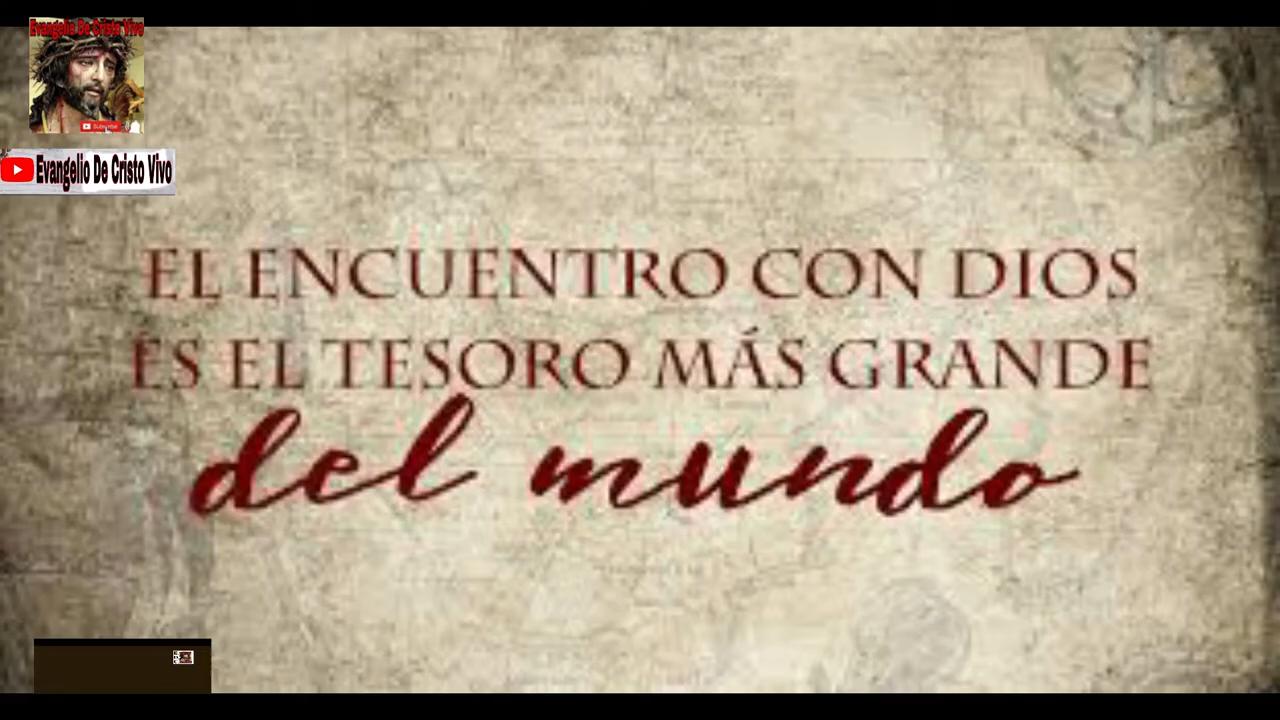 Evangelio De Cristo Vivo
Subscribe
Evangelio De Cristo Vivo
EL ENCUENTRO CON DIOS
ES EL TESORO MÁS GRANDE
del mundo